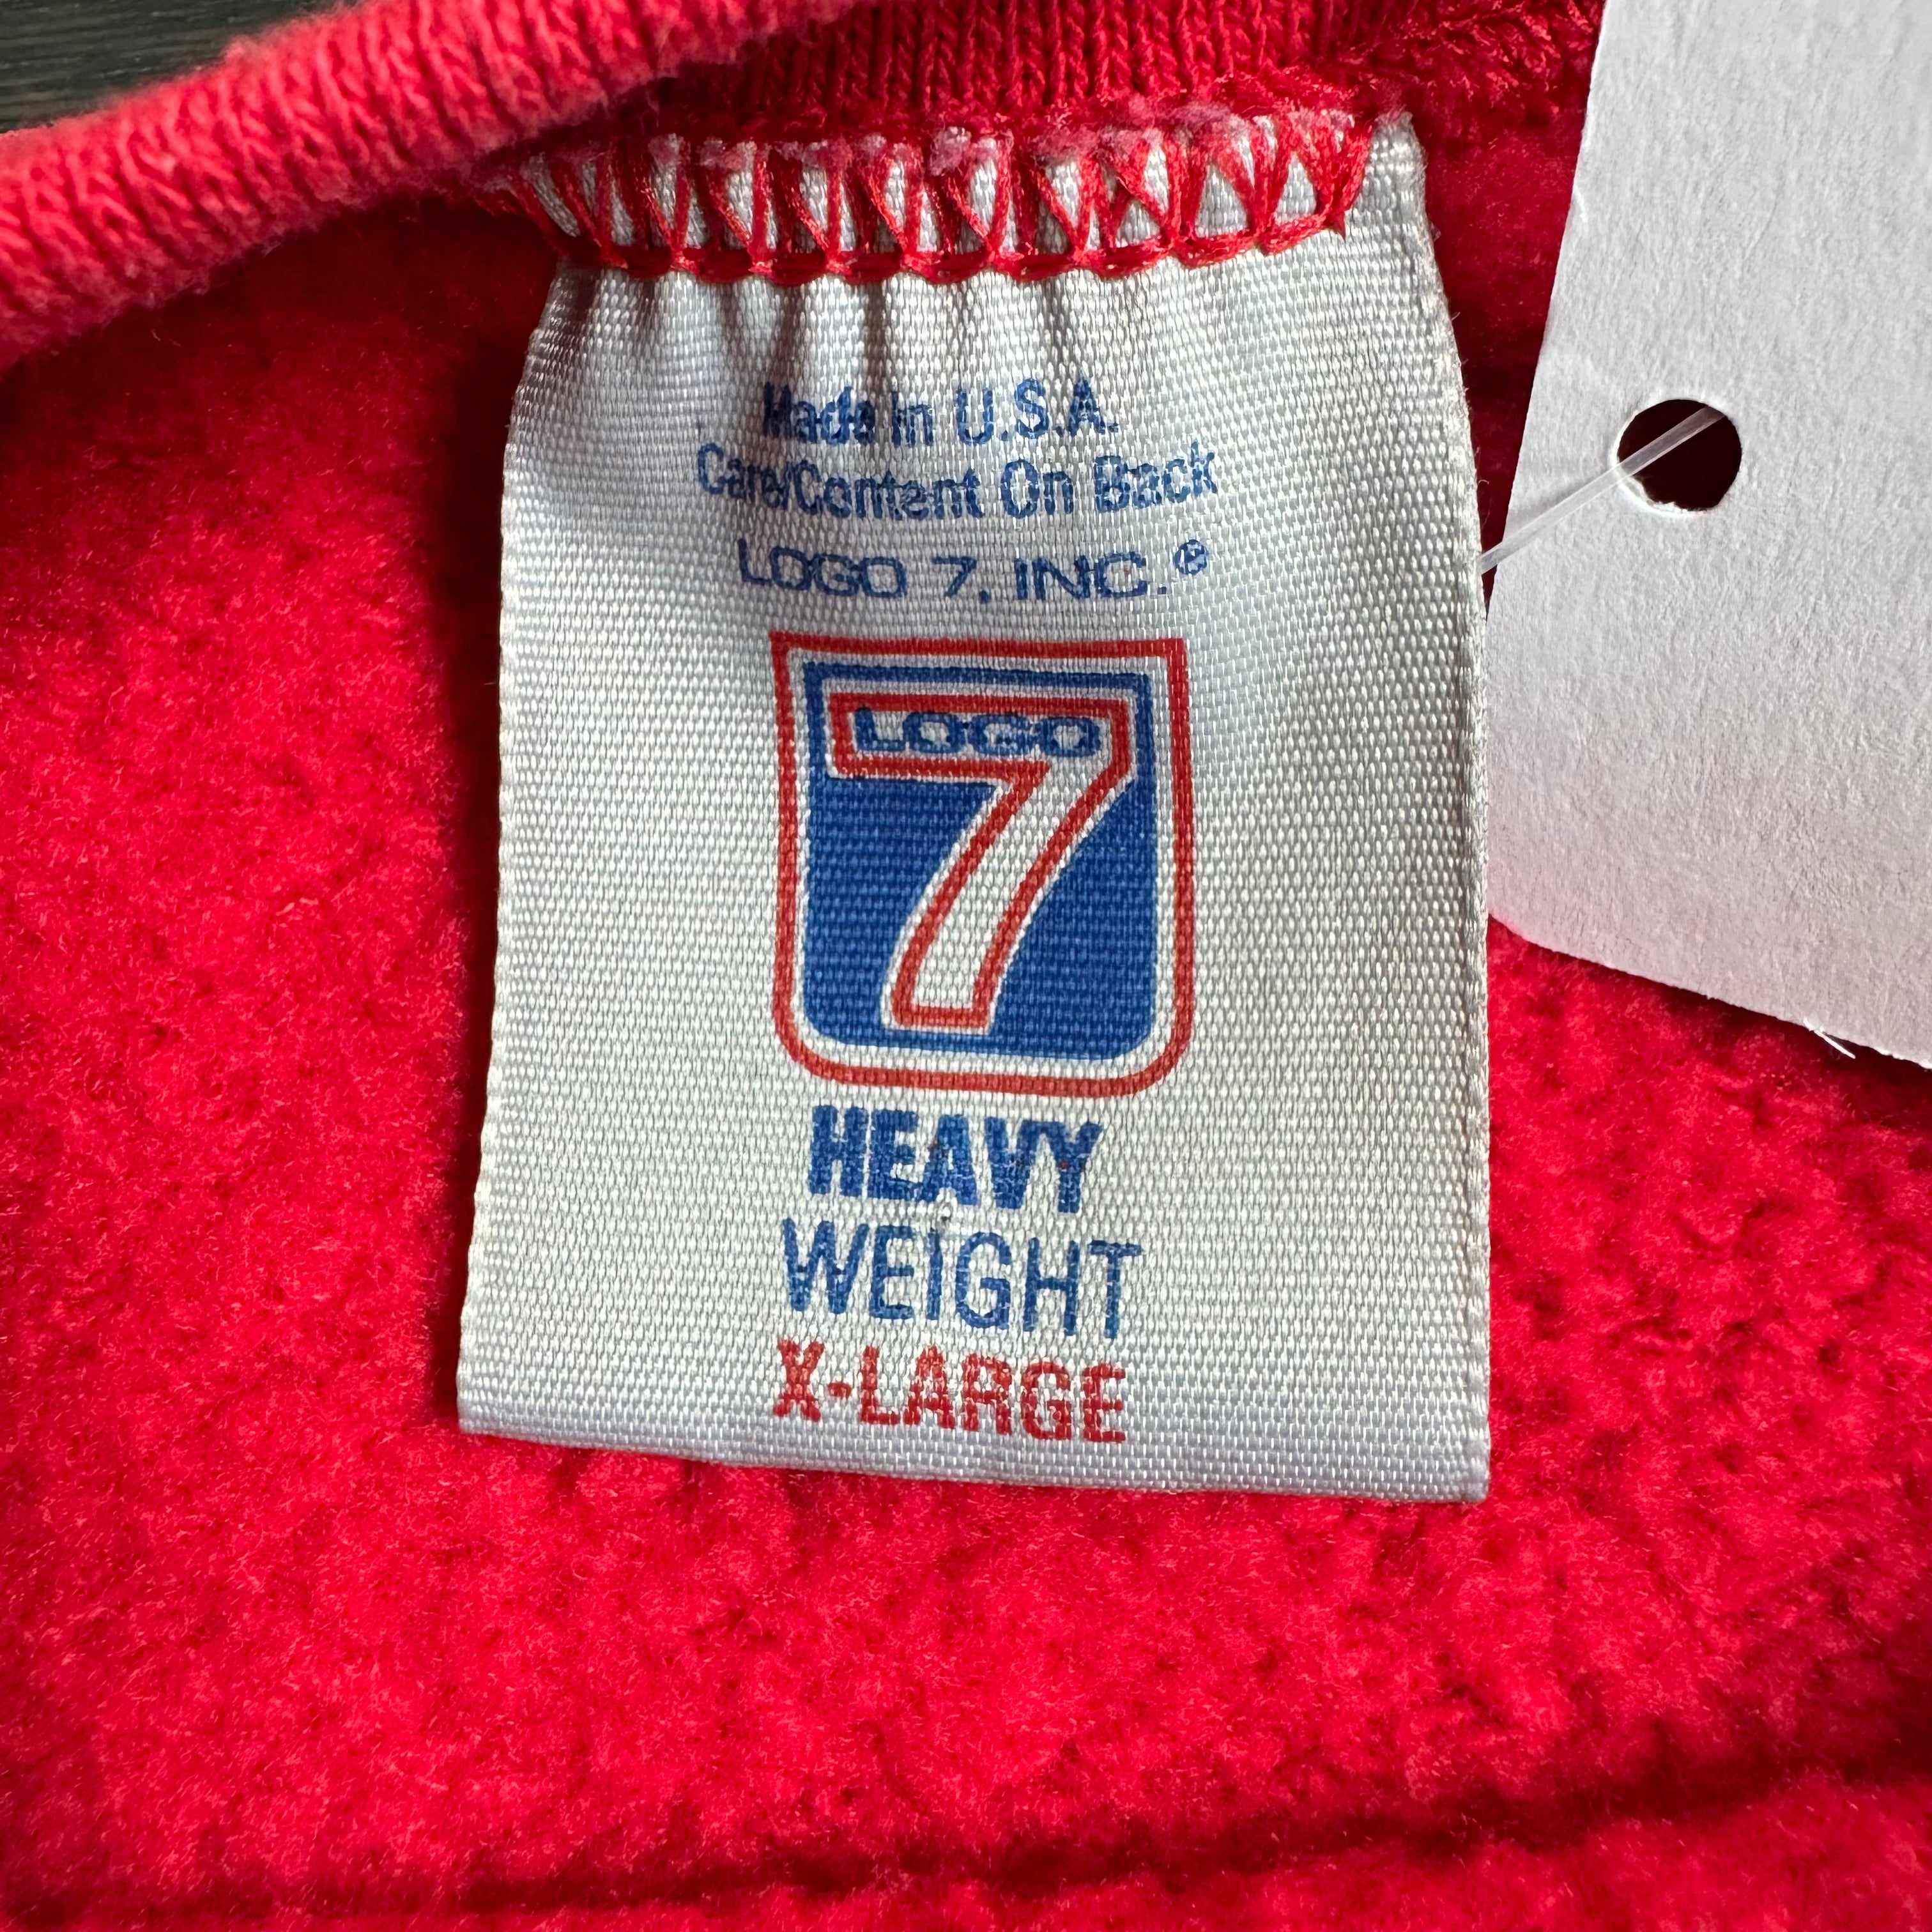 Made in U.S.A.
Care/Content On Back
LOGO 7, INC.®
LOGO
7
HEAVY
WEIGHT
X-LARGE